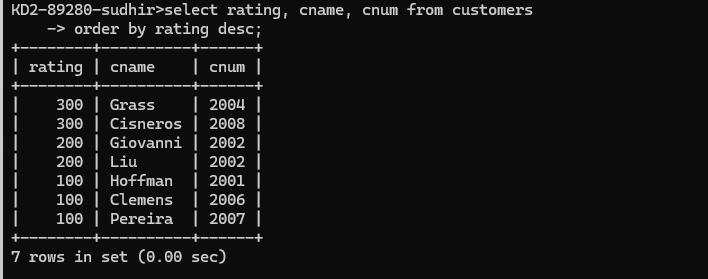 KD2-89280-sudhir>select rating, cname, cnum from customers
    -> order by rating desc;
+--------+----------+------+
| rating | cname    | cnum |
+--------+----------+------+
|    300 | Grass    | 2004 |
|    300 | Cisneros | 2008 |
|    200 | Giovanni | 2002 |
|    200 | Liu      | 2002 |
|    100 | Hoffman  | 2001 |
|    100 | Clemens  | 2006 |
|    100 | Pereira  | 2007 |
+--------+----------+------+
7 rows in set (0.00 sec)